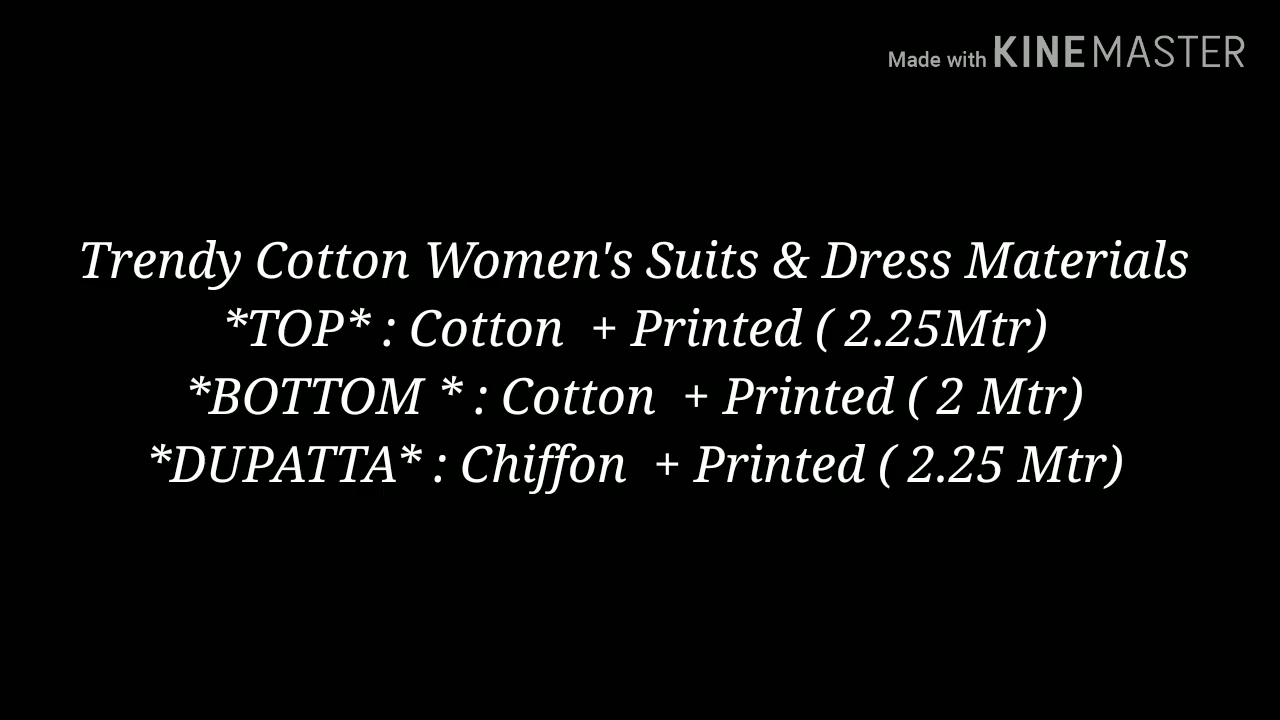 Made with KINEMASTER
Trendy Cotton Women's Suits & Dress Materials
*TOP* : Cotton  + Printed ( 2.25Mtr)
*BOTTOM * : Cotton  + Printed ( 2 Mtr)
*DUPATTA* : Chiffon  + Printed ( 2.25 Mtr)